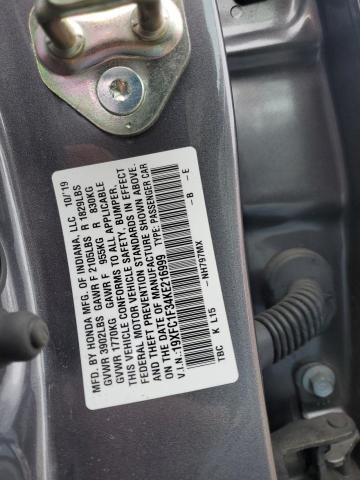 MFD. BY HONDA MFG. OF INDIANA, LLC 10/'19
GVWR 3902LBS GAWR F 2105LBS R 1829LBS
GVWR 1770KG GAWR F 955KG R 830KG
THIS VEHICLE CONFORMS TO ALL APPLICABLE
FEDERAL MOTOR VEHICLE SAFETY, BUMPER,
AND THEFT PREVENTION STANDARDS IN EFFECT
ON THE DATE OF MANUFACTURE SHOWN ABOVE.
V.I.N.:19XFC1F34KE216999 TYPE: PASSENGER CAR
NH797MX - B - E
TBC K L15